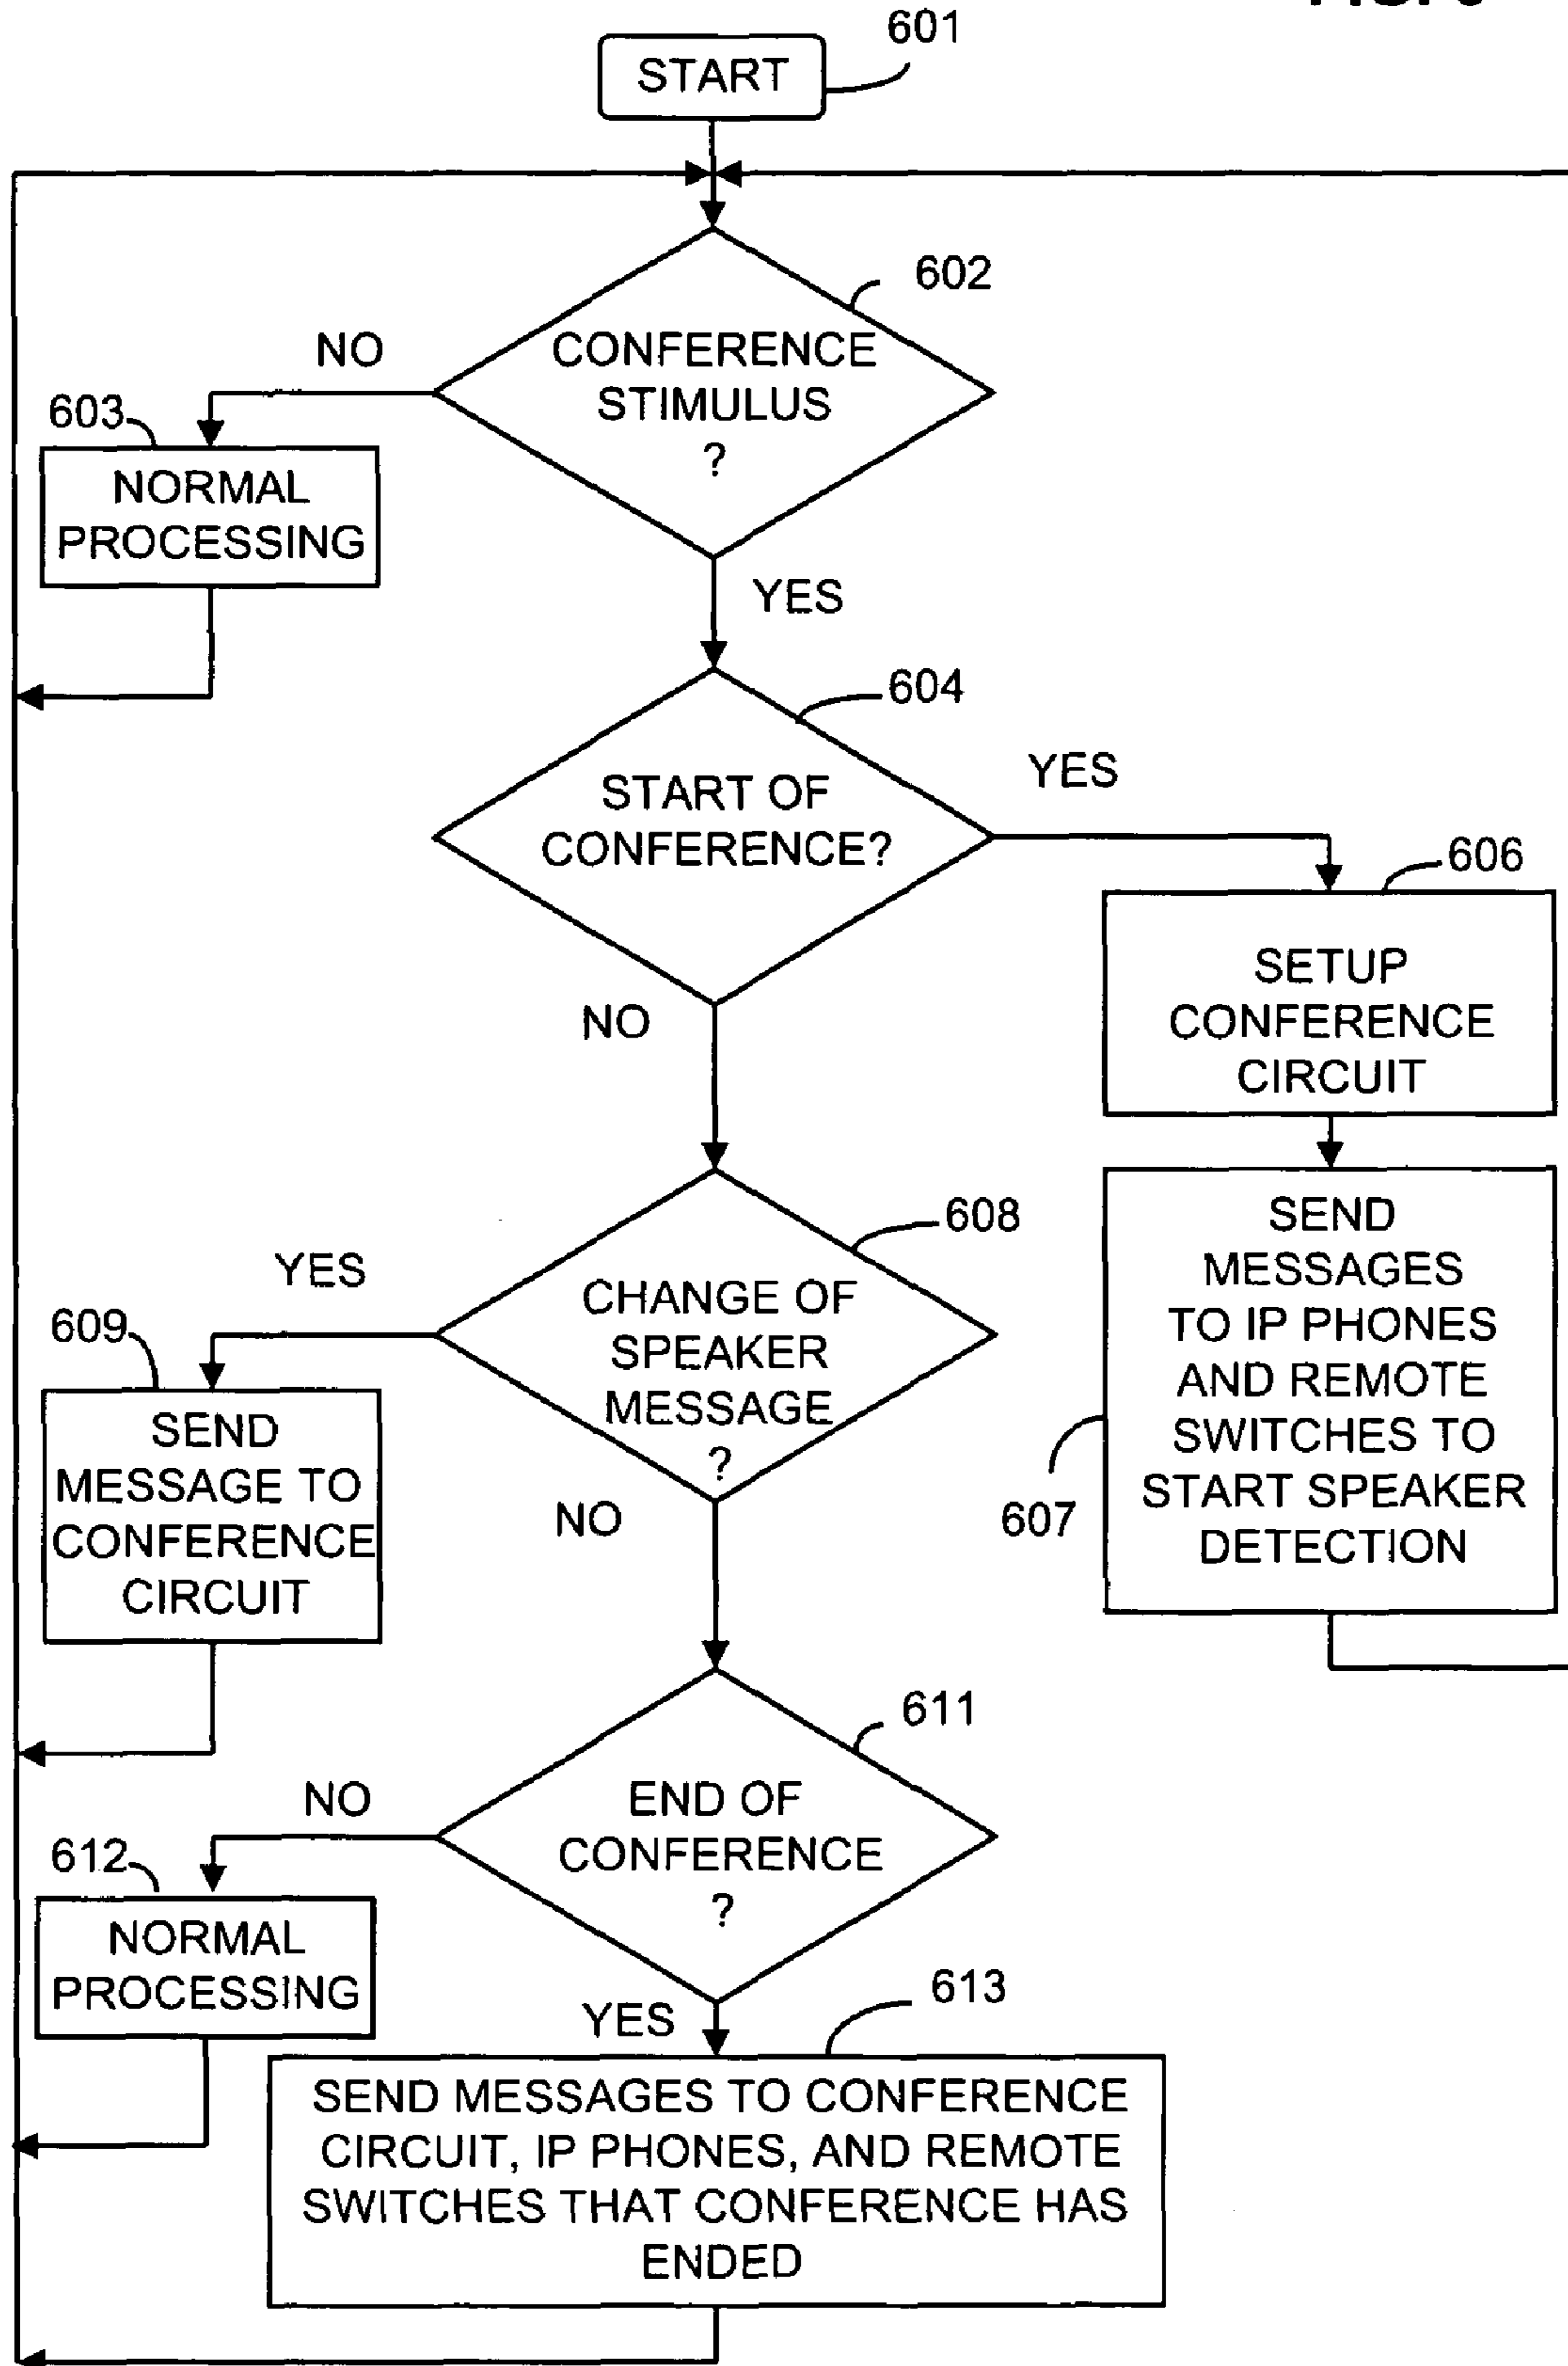 601
START
602
CONFERENCE
STIMULUS
?
NO
603
NORMAL
PROCESSING
YES
604
START OF
CONFERENCE?
YES
606
SETUP
CONFERENCE
CIRCUIT
NO
607
SEND
MESSAGES
TO IP PHONES
AND REMOTE
SWITCHES TO
START SPEAKER
DETECTION
608
CHANGE OF
SPEAKER
MESSAGE
?
YES
609
SEND
MESSAGE TO
CONFERENCE
CIRCUIT
NO
611
END OF
CONFERENCE
?
NO
612
NORMAL
PROCESSING
YES
613
SEND MESSAGES TO CONFERENCE
CIRCUIT, IP PHONES, AND REMOTE
SWITCHES THAT CONFERENCE HAS
ENDED